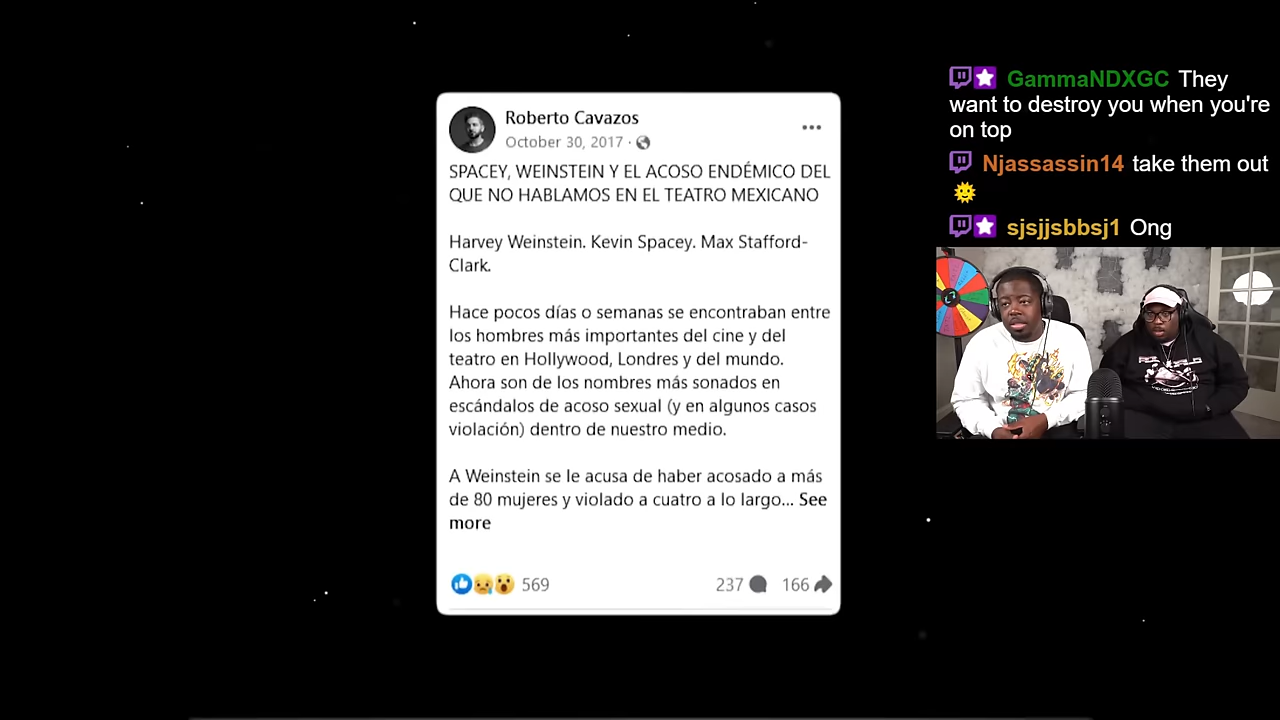 Roberto Cavazos
October 30, 2017 ·
SPACEY, WEINSTEIN Y EL ACOSO ENDÉMICO DEL
QUE NO HABLAMOS EN EL TEATRO MEXICANO
Harvey Weinstein. Kevin Spacey. Max Stafford-
Clark.
Hace pocos días o semanas se encontraban entre
los hombres más importantes del cine y del
teatro en Hollywood, Londres y del mundo.
Ahora son de los nombres más sonados en
escándalos de acoso sexual (y en algunos casos
violación) dentro de nuestro medio.
A Weinstein se le acusa de haber acosado a más
de 80 mujeres y violado a cuatro a lo largo... See
more
569
237 166
GammaNDXGC They
want to destroy you when you're
on top
Njassassin14 take them out
sjsjjsbbsj1 Ong